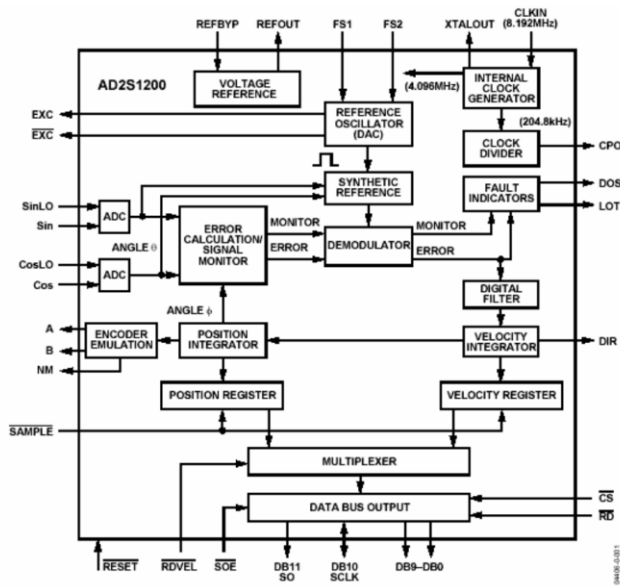 CLKIN
REFBYP REFOUT FS1 FS2 XTALOUT (8.192MHz)
AD2S1200
VOLTAGE
REFERENCE
(4.096MHz)
INTERNAL
CLOCK
GENERATOR
EXC
EXC
REFERENCE
OSCILLATOR
(DAC)
(204.8kHz)
CLOCK
DIVIDER
CPO
SYNTHETIC
REFERENCE
FAULT
INDICATORS
DOS
LOT
SinLO
Sin
ADC
ANGLE θ
CosLO
Cos
ADC
ERROR
CALCULATION/
SIGNAL
MONITOR
MONITOR
ERROR
DEMODULATOR
MONITOR
ERROR
DIGITAL
FILTER
ANGLE ϕ
A
B
NM
ENCODER
EMULATION
POSITION
INTEGRATOR
VELOCITY
INTEGRATOR
DIR
POSITION REGISTER
VELOCITY REGISTER
SAMPLE
MULTIPLEXER
DATA BUS OUTPUT
CS
RD
RESET RDVEL SOE DB11 DB10 DB9–DB0
SO SCLK